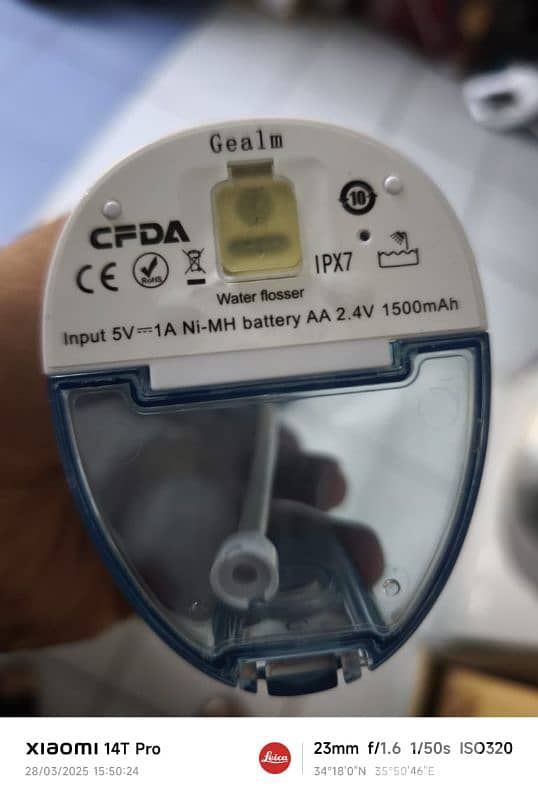 Gealm
10
CFDA
CE
RoHS
IPX7
Water flosser
Input 5V⎓1A Ni-MH battery AA 2.4V 1500mAh
xiaomi 14T Pro
28/03/2025 15:50:24
Leica
23mm f/1.6 1/50s ISO320
34°18'0"N 35°50'46"E